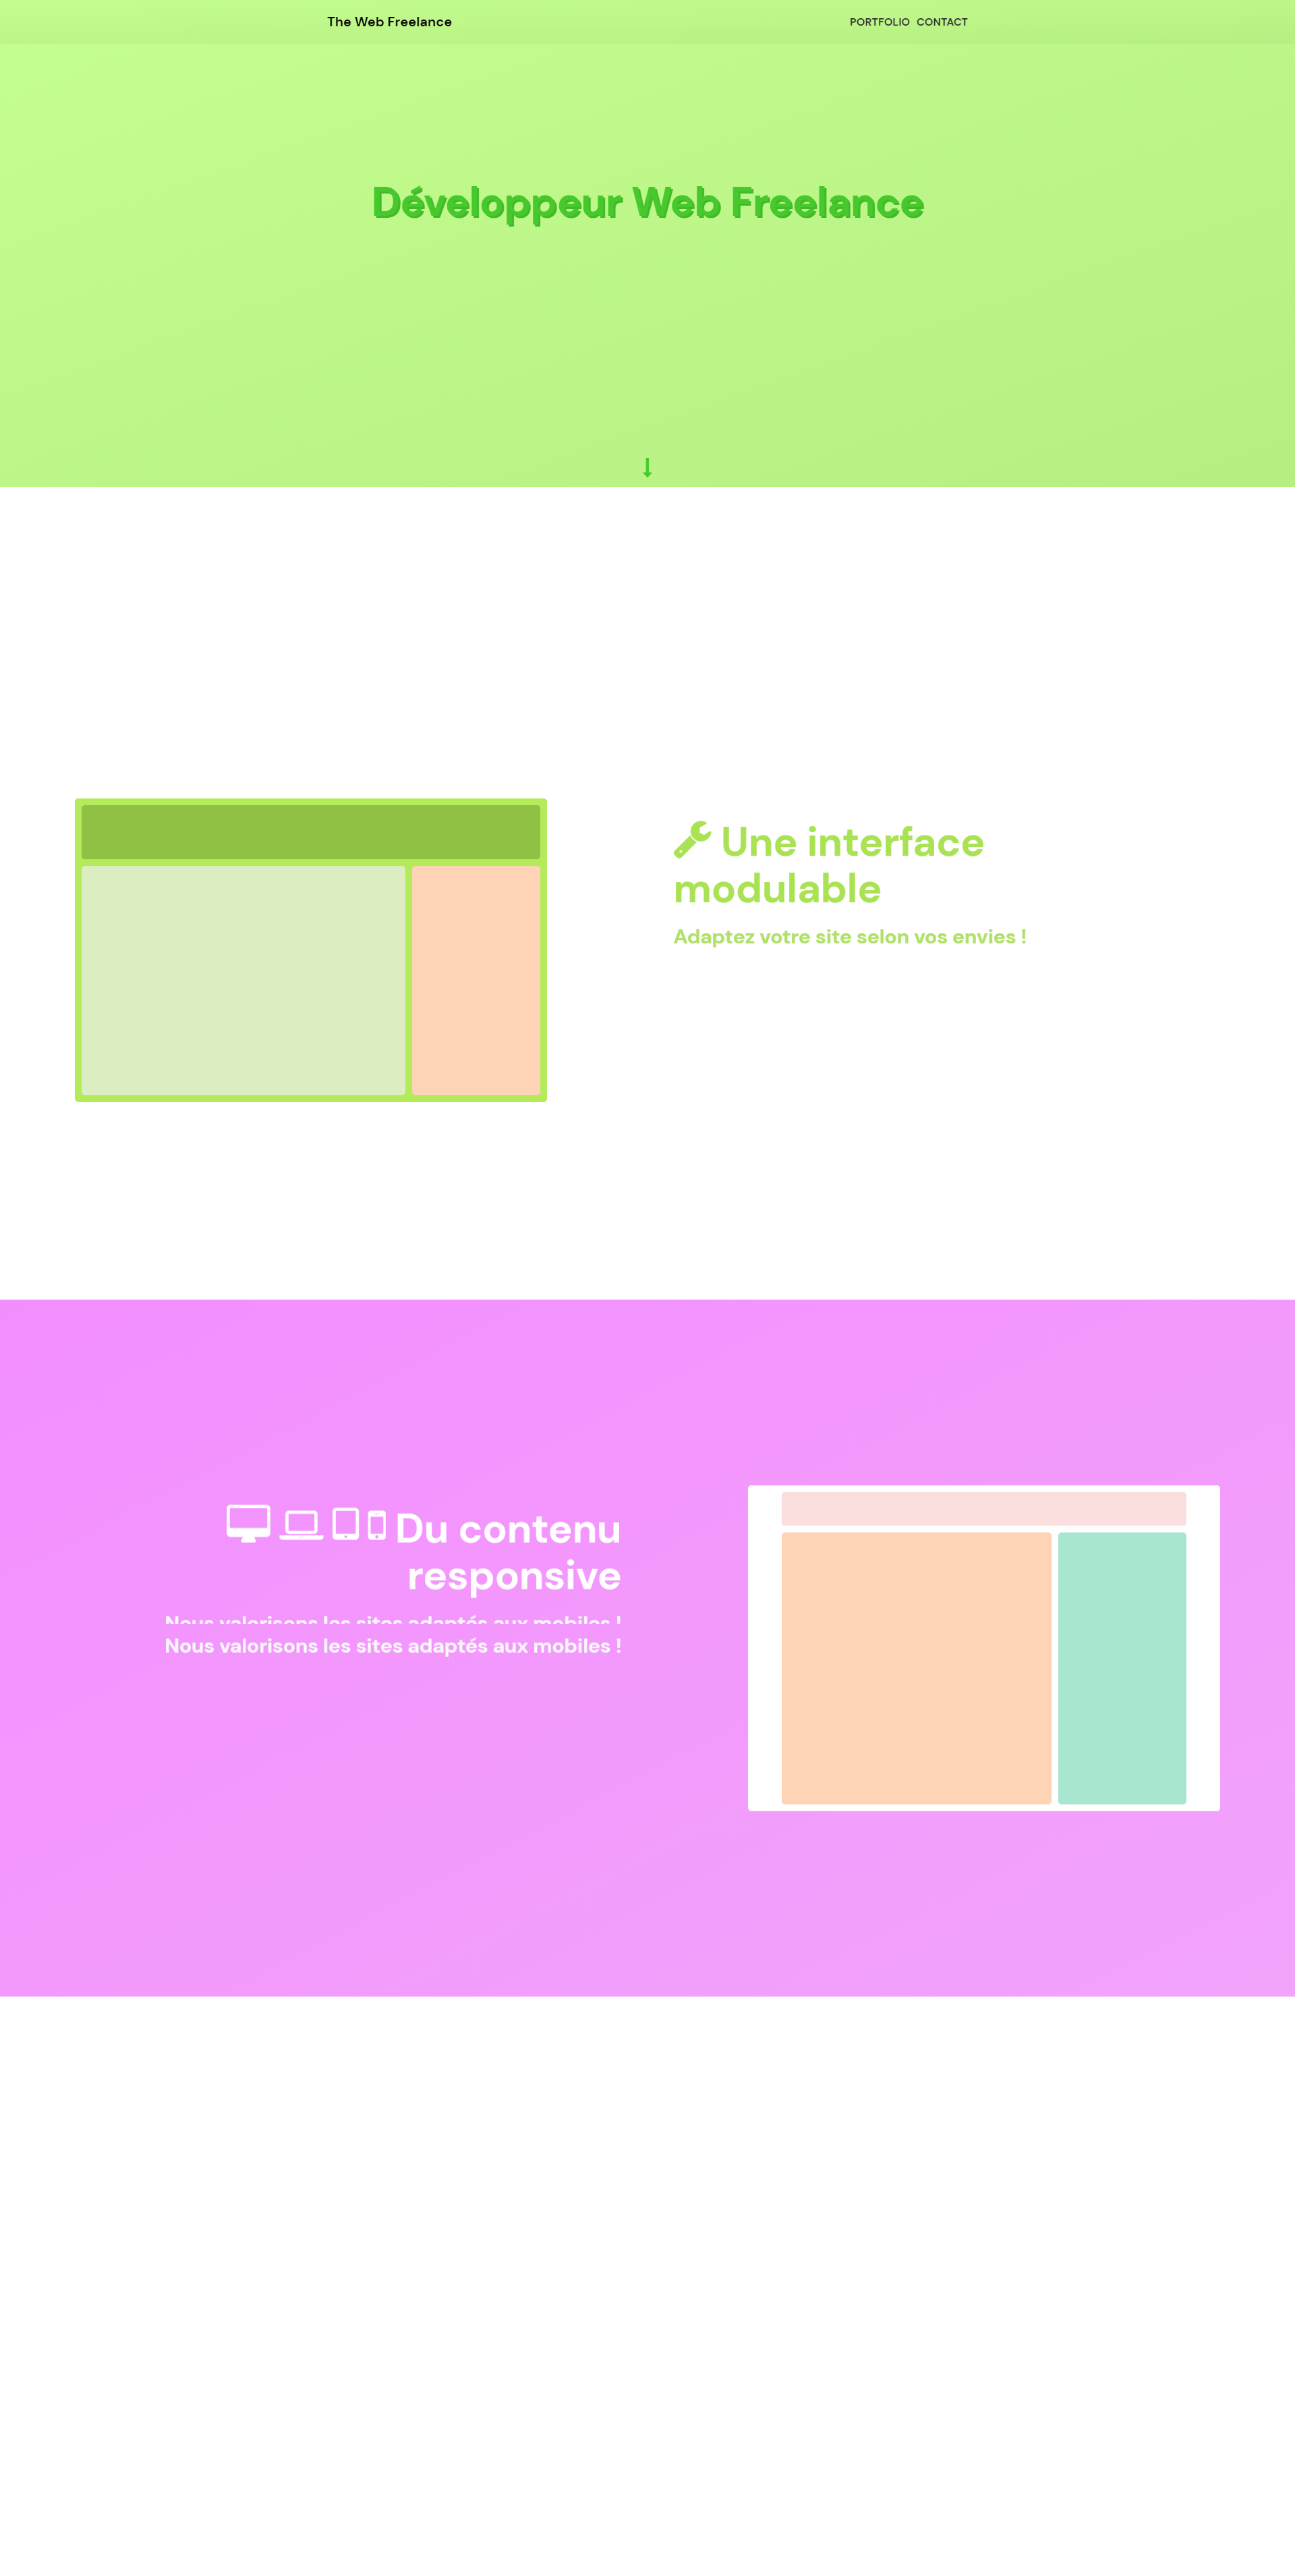 The Web Freelance
PORTFOLIO CONTACT
Développeur Web Freelance
Une interface
modulable
Adaptez votre site selon vos envies !
Du contenu
responsive
Nous valorisons les sites adaptés aux mobiles !
Nous valorisons les sites adaptés aux mobiles !